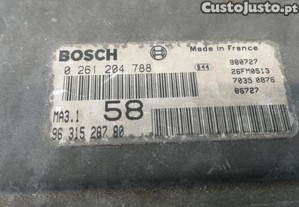 CustoJusto.pt
BOSCH
Made in France
0 261 204 788
980727
26FM0513
7035 0876
86727
MA3.1
58
96 315 287 80